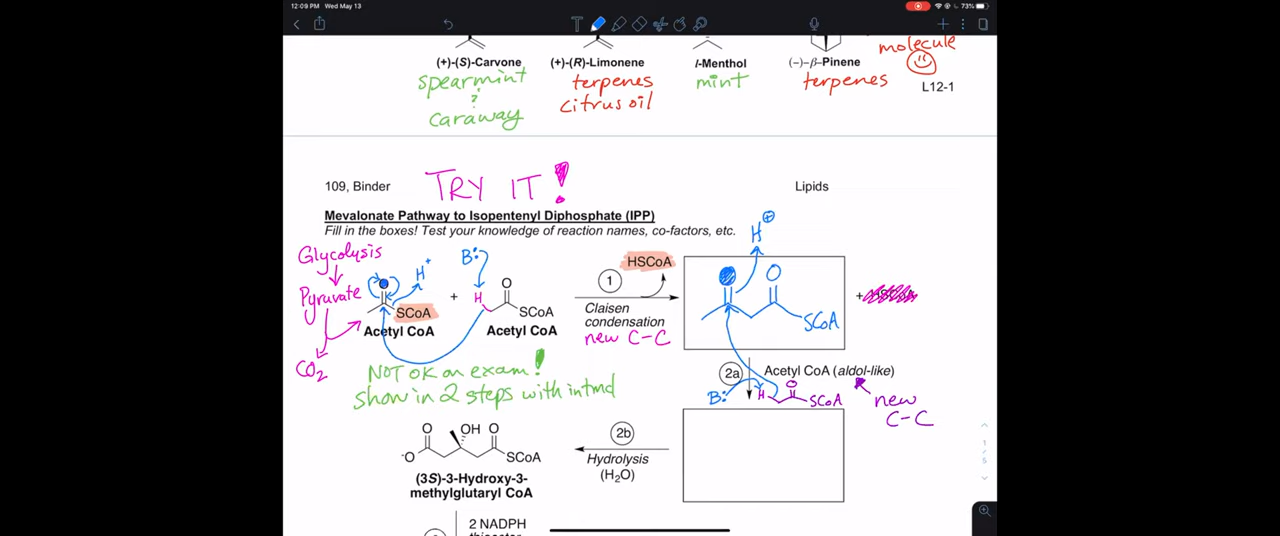 12:09 PM Wed May 13
73%
T
(+)-(S)-Carvone
(+)-(R)-Limonene
l-Menthol
(−)-β-Pinene
molecule
spearmint
?
caraway
terpenes
citrus oil
mint
terpenes
L12-1
109, Binder
TRY IT!
Lipids
Mevalonate Pathway to Isopentenyl Diphosphate (IPP)
Fill in the boxes! Test your knowledge of reaction names, co-factors, etc.
Glycolysis
Pyruvate
CO2
H+
SCoA
Acetyl CoA
+
B:
H
O
SCoA
Acetyl CoA
HSCoA
1
Claisen
condensation
new C-C
H+
O
SCoA
+
NOT OK on exam!
Show in 2 steps with intmd
2a
Acetyl CoA (aldol-like)
B:
H
O
SCoA
new
C-C
O
OH
O
-O
SCoA
(3S)-3-Hydroxy-3-
methylglutaryl CoA
2b
Hydrolysis
(H2O)
2 NADPH
1
5